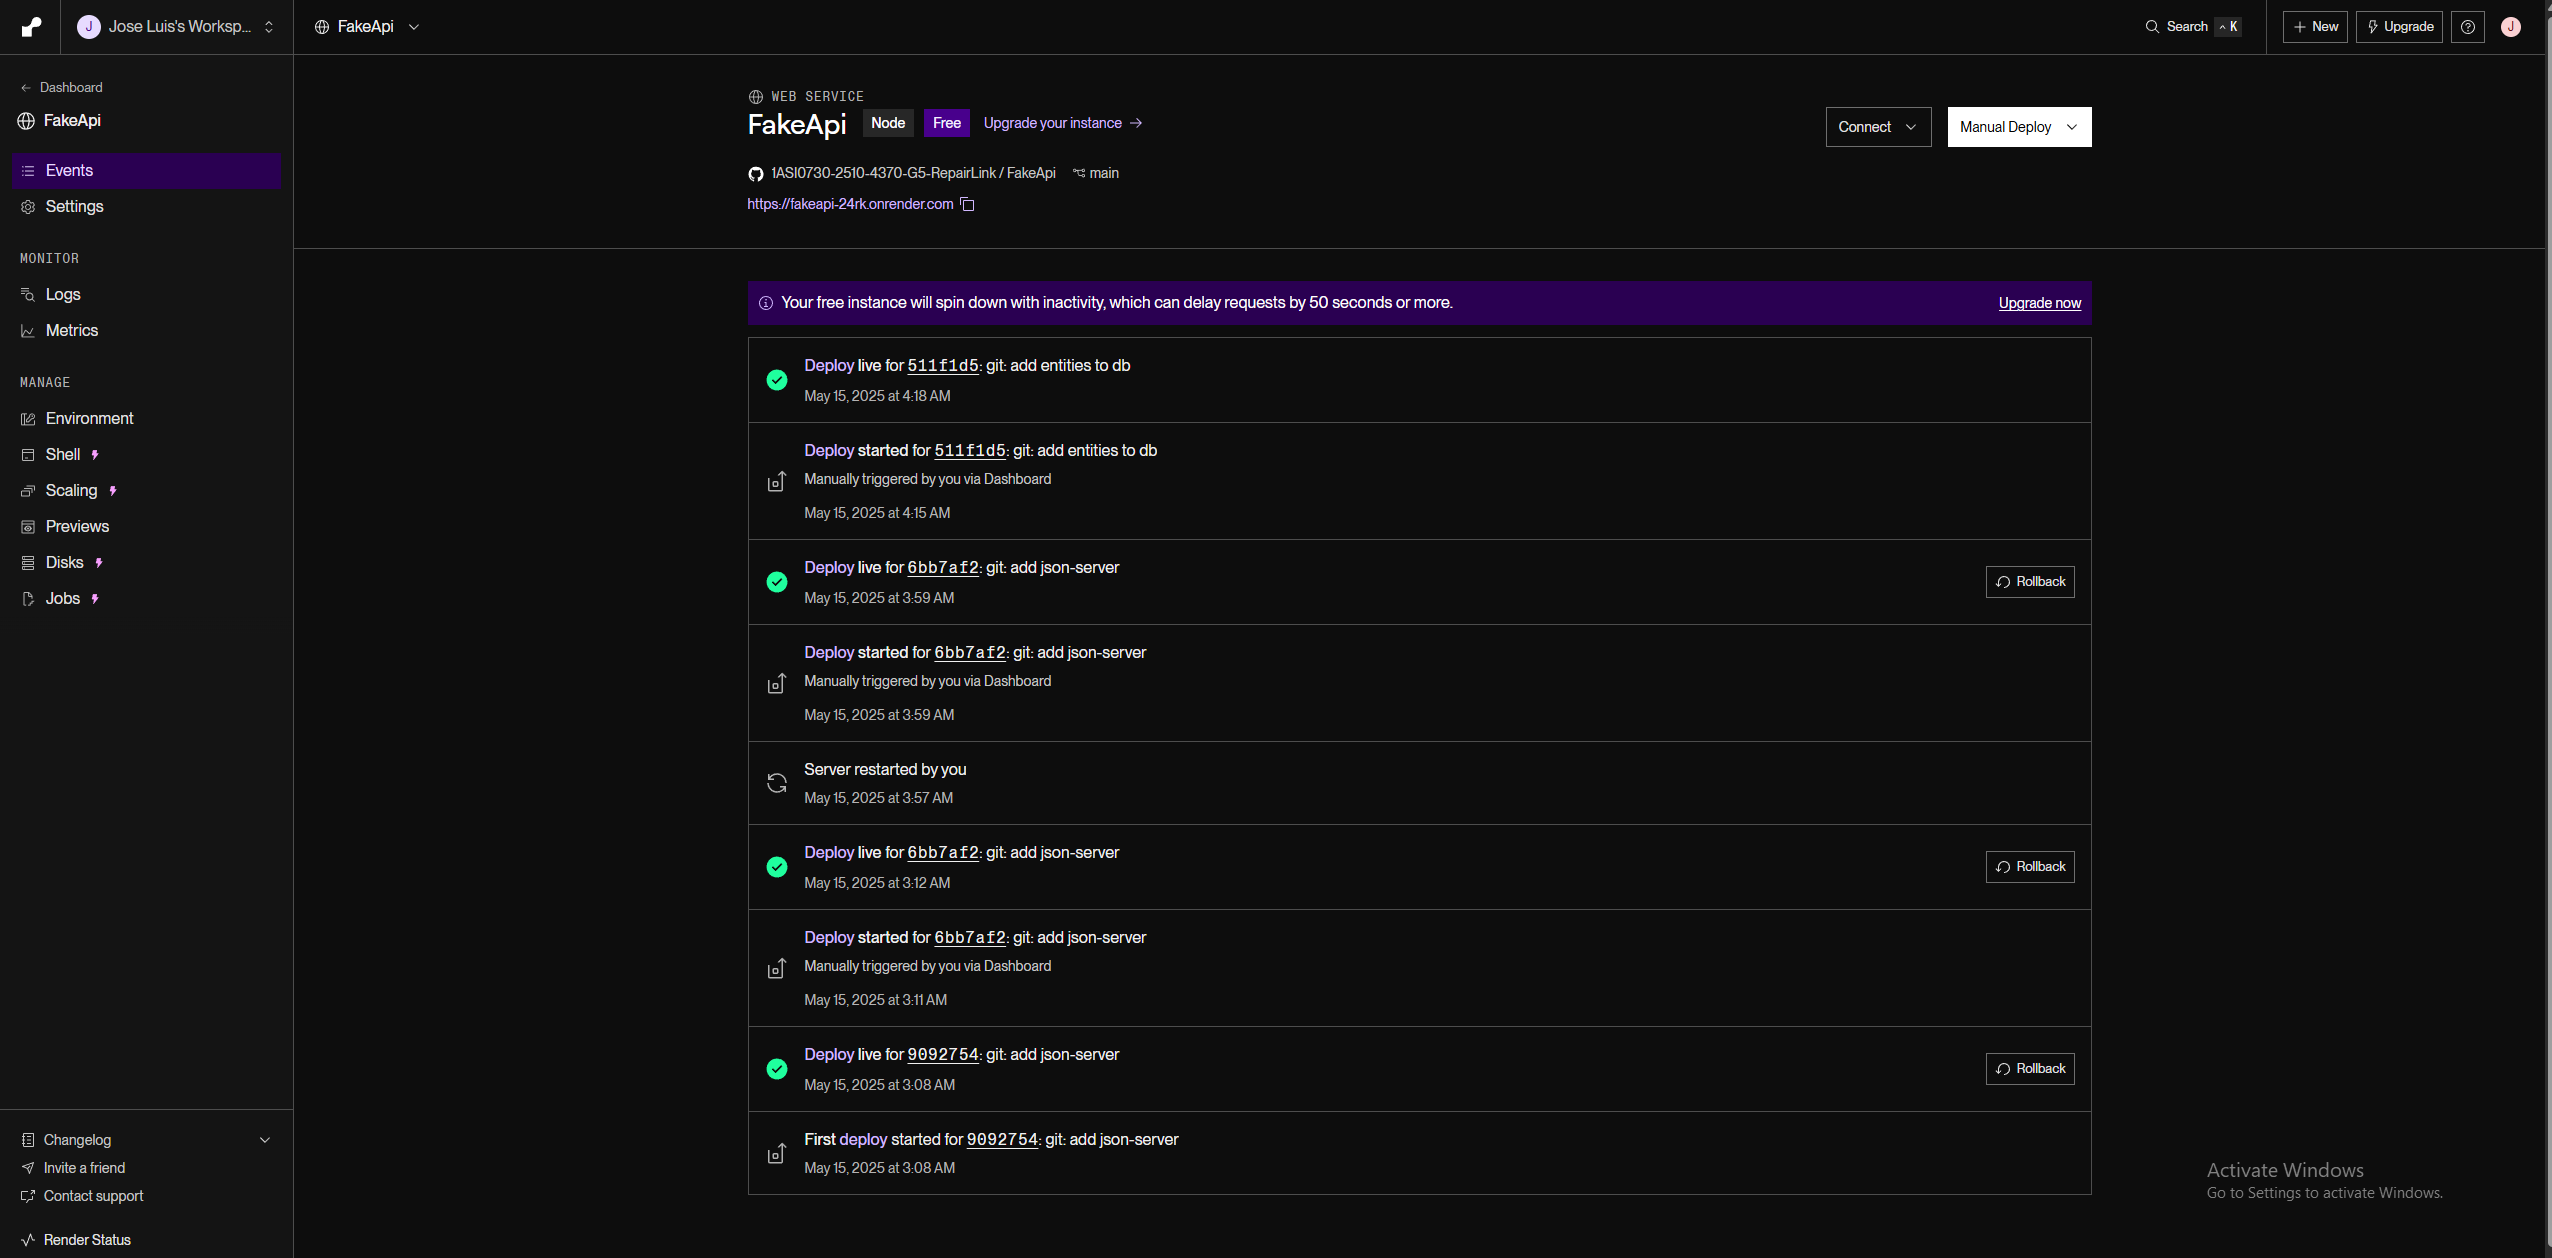 J Jose Luis's Worksp...
FakeApi
Search ^ K
+ New
Upgrade
J
← Dashboard
FakeApi
Events
Settings
MONITOR
Logs
Metrics
MANAGE
Environment
Shell
Scaling
Previews
Disks
Jobs
Changelog
Invite a friend
Contact support
Render Status
WEB SERVICE
FakeApi Node Free Upgrade your instance →
Connect
Manual Deploy
1ASI0730-2510-4370-G5-RepairLink / FakeApi main
https://fakeapi-24rk.onrender.com
Your free instance will spin down with inactivity, which can delay requests by 50 seconds or more. Upgrade now
Deploy live for 511f1d5: git: add entities to db
May 15, 2025 at 4:18 AM
Deploy started for 511f1d5: git: add entities to db
Manually triggered by you via Dashboard
May 15, 2025 at 4:15 AM
Deploy live for 6bb7af2: git: add json-server
May 15, 2025 at 3:59 AM
Rollback
Deploy started for 6bb7af2: git: add json-server
Manually triggered by you via Dashboard
May 15, 2025 at 3:59 AM
Server restarted by you
May 15, 2025 at 3:57 AM
Deploy live for 6bb7af2: git: add json-server
May 15, 2025 at 3:12 AM
Rollback
Deploy started for 6bb7af2: git: add json-server
Manually triggered by you via Dashboard
May 15, 2025 at 3:11 AM
Deploy live for 9092754: git: add json-server
May 15, 2025 at 3:08 AM
Rollback
First deploy started for 9092754: git: add json-server
May 15, 2025 at 3:08 AM
Activate Windows
Go to Settings to activate Windows.